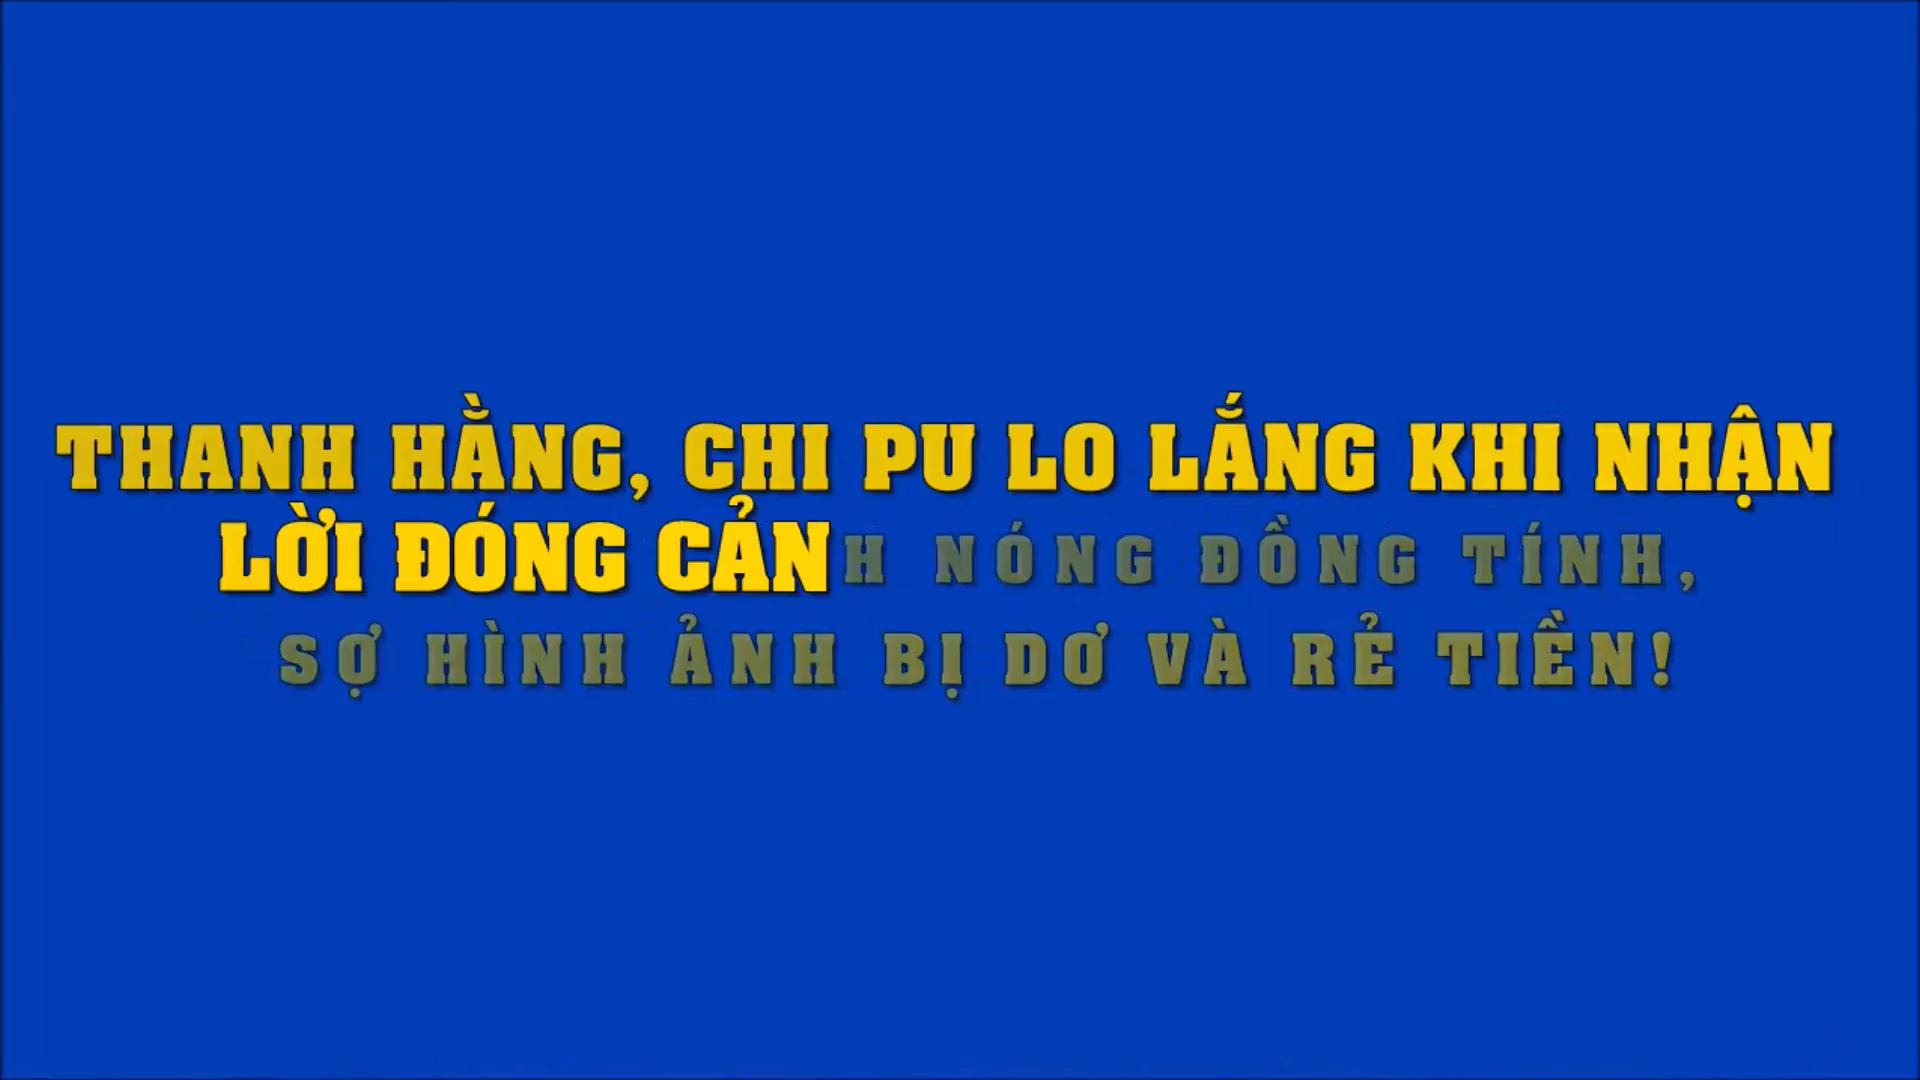 THANH HẰNG, CHI PU LO LẮNG KHI NHẬN
LỜI ĐÓNG CẢNH NÓNG ĐỒNG TÍNH,
SỢ HÌNH ẢNH BỊ DƠ VÀ RẺ TIỀN!